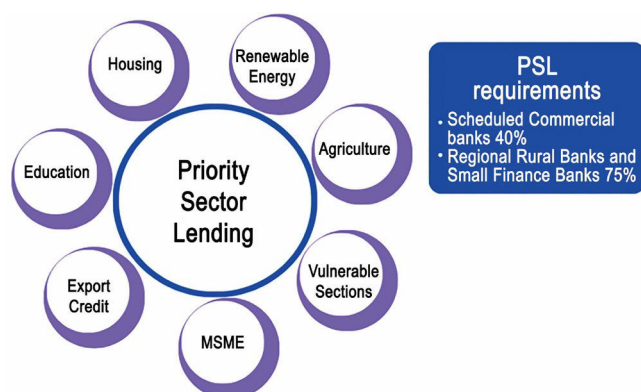 Housing
Renewable
Energy
Agriculture
Vulnerable
Sections
MSME
Export
Credit
Education
Priority
Sector
Lending
PSL
requirements
• Scheduled Commercial
banks 40%
• Regional Rural Banks and
Small Finance Banks 75%